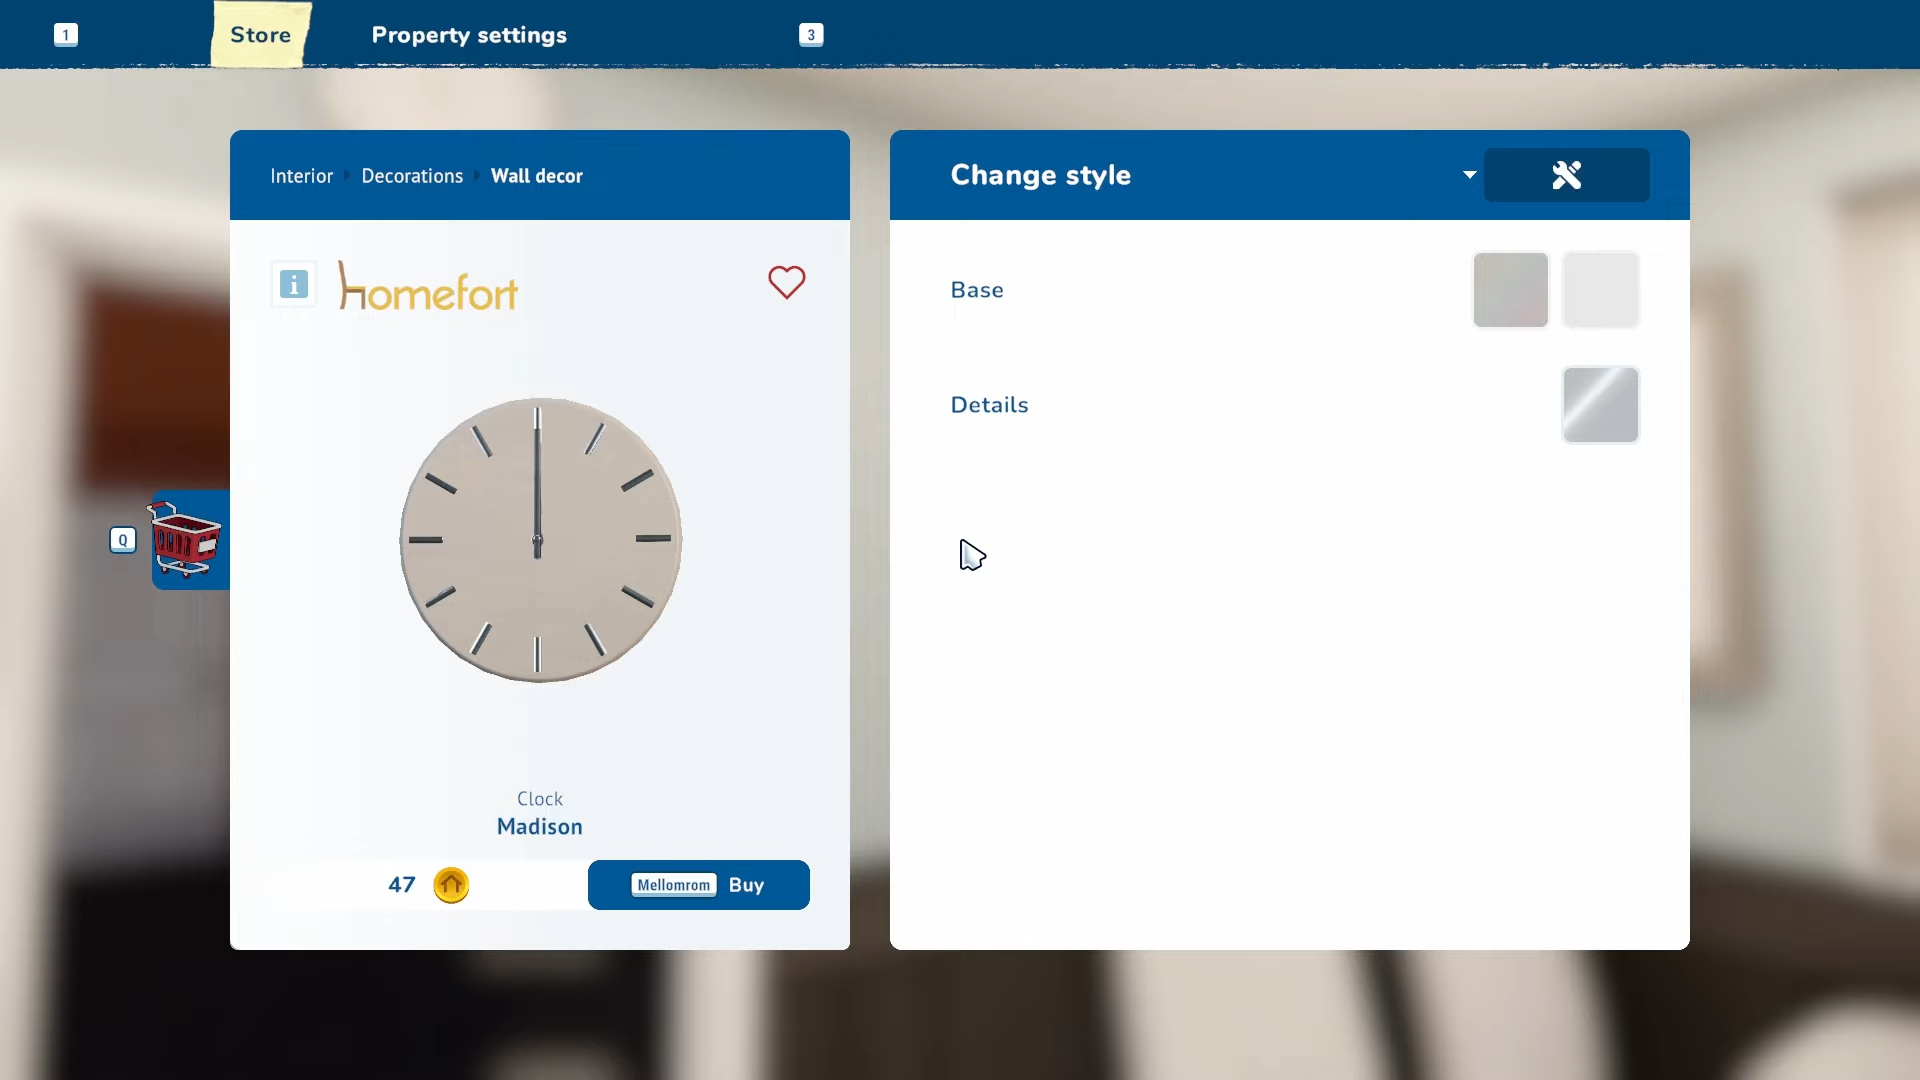 1
Store
Property settings
3
Interior Decorations Wall decor
Change style
i
homefort
Base
Details
Q
Clock
Madison
47
Mellomrom Buy